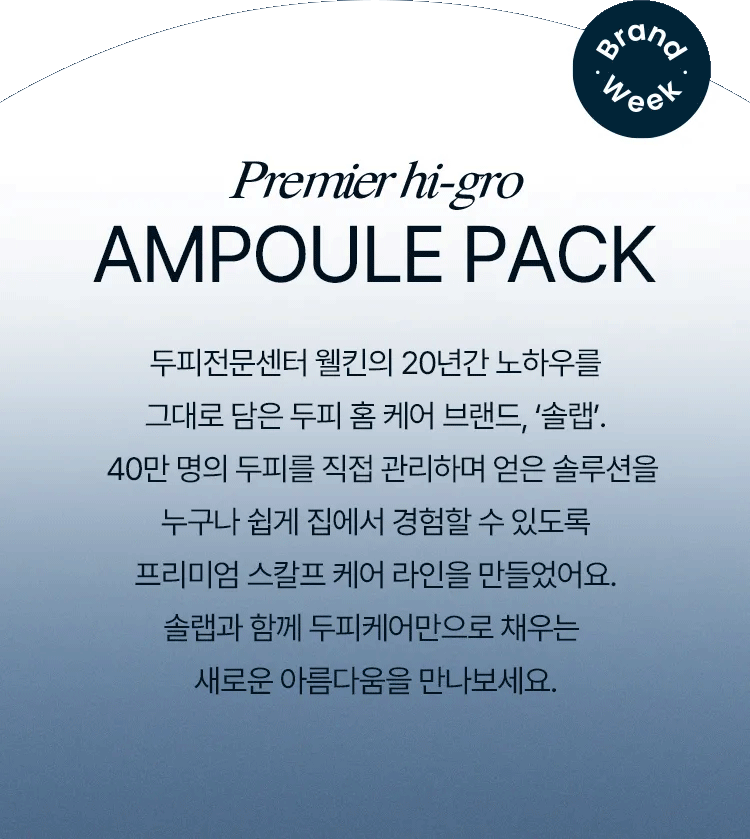 Brand
Week
Premier hi-gro
AMPOULE PACK
두피전문센터 웰킨의 20년간 노하우를
그대로 담은 두피 홈 케어 브랜드, ‘솔랩’.
40만 명의 두피를 직접 관리하며 얻은 솔루션을
누구나 쉽게 집에서 경험할 수 있도록
프리미엄 스칼프 케어 라인을 만들었어요.
솔랩과 함께 두피케어만으로 채우는
새로운 아름다움을 만나보세요.